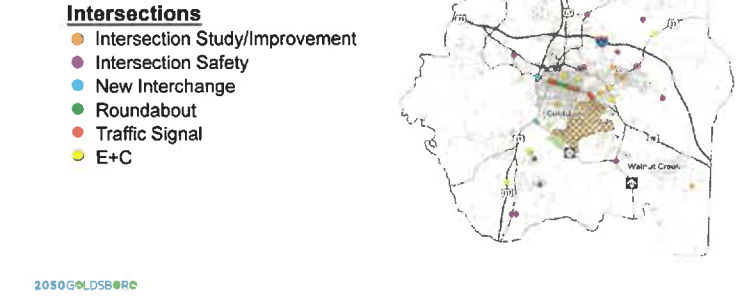 Intersections
Intersection Study/Improvement
Intersection Safety
New Interchange
Roundabout
Traffic Signal
E+C
Walnut Creek
2050GOLDSBORO